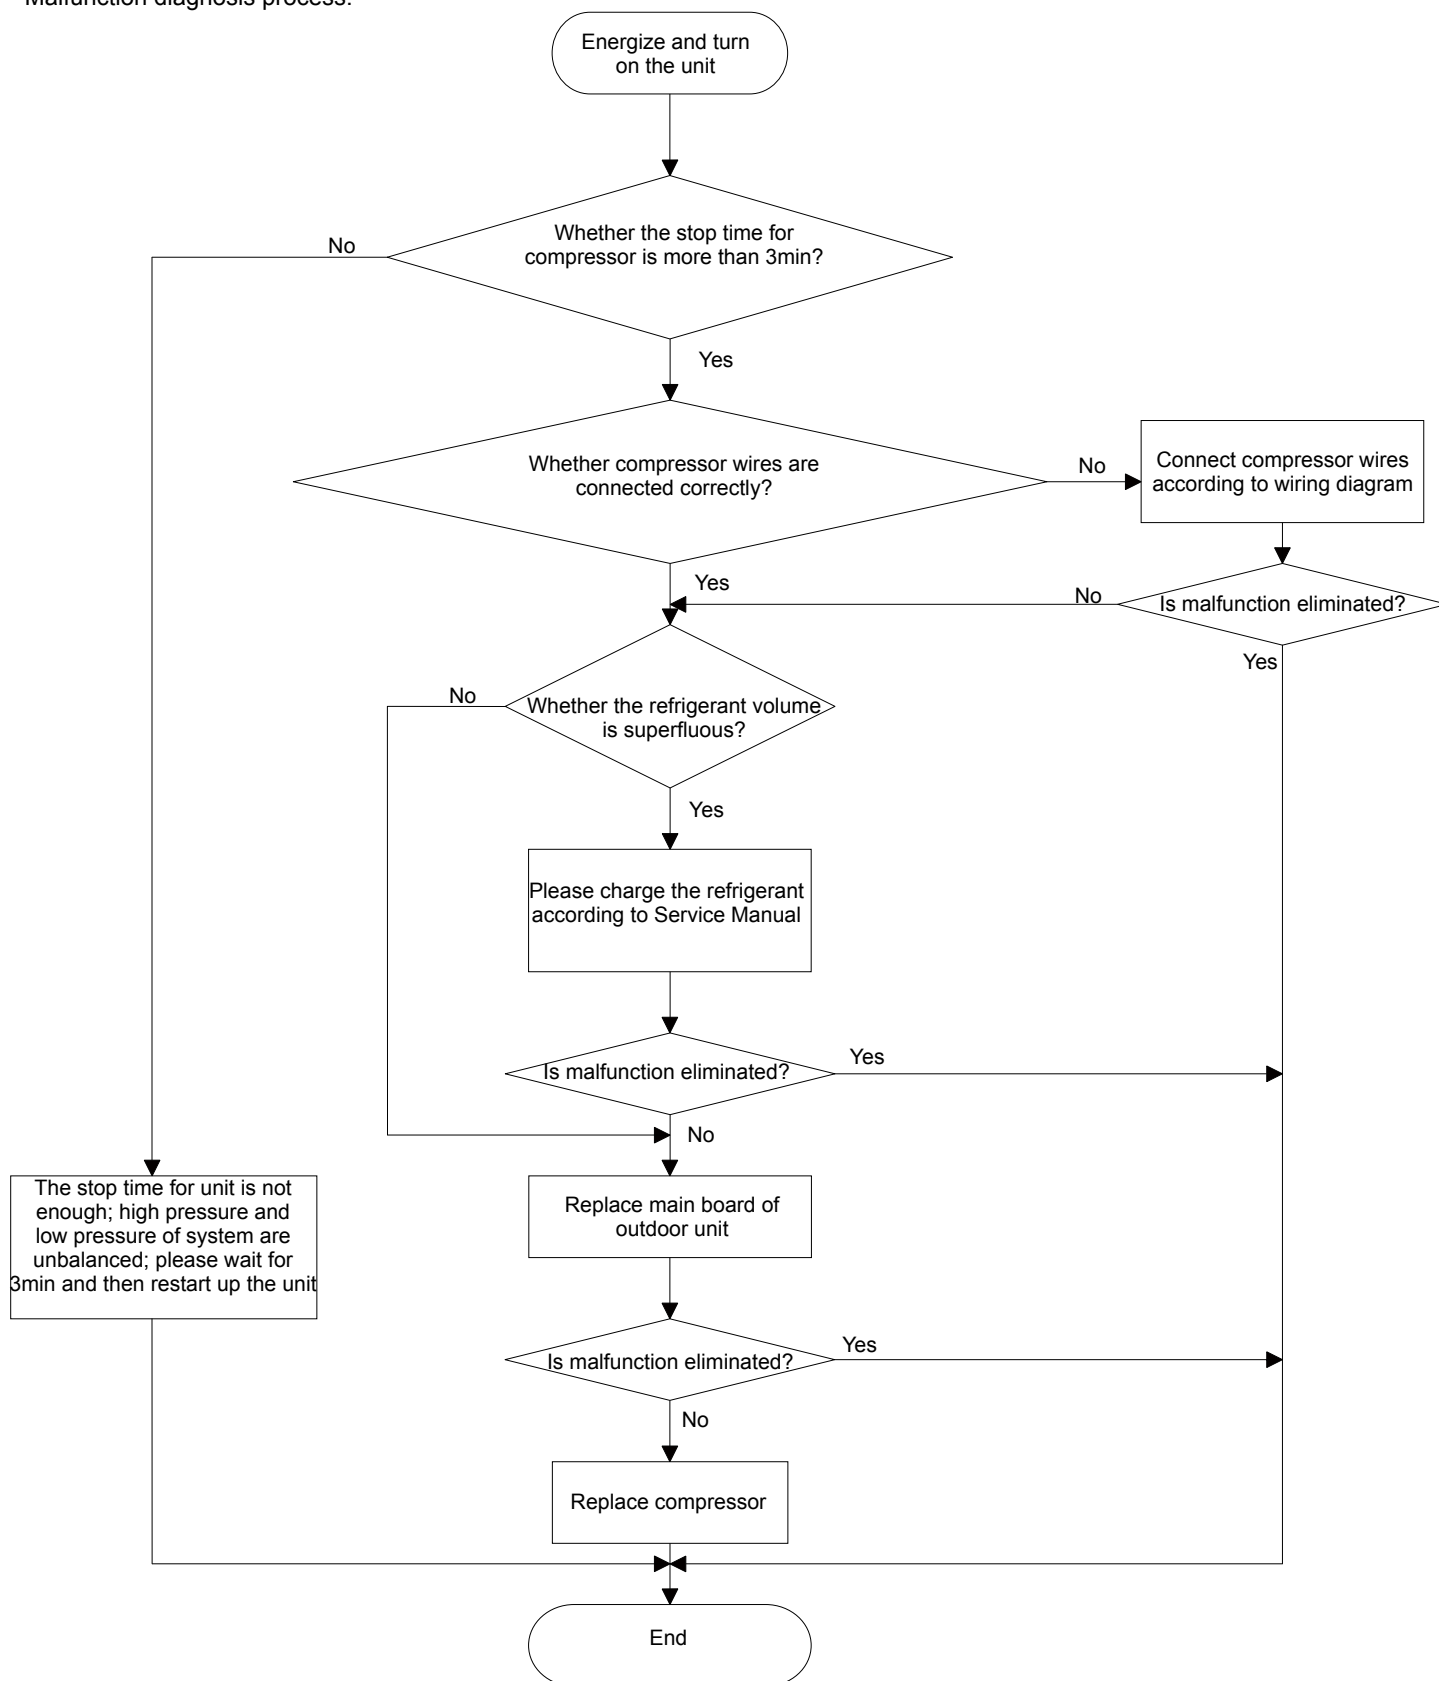 Malfunction diagnosis process:
Energize and turn
on the unit
Whether the stop time for
compressor is more than 3min?
No
Yes
Whether compressor wires are
connected correctly?
No
Connect compressor wires
according to wiring diagram
Yes
No
Is malfunction eliminated?
Yes
No
Whether the refrigerant volume
is superfluous?
Yes
Please charge the refrigerant
according to Service Manual
Is malfunction eliminated?
Yes
No
The stop time for unit is not
enough; high pressure and
low pressure of system are
unbalanced; please wait for
3min and then restart up the unit
Replace main board of
outdoor unit
Is malfunction eliminated?
Yes
No
Replace compressor
End